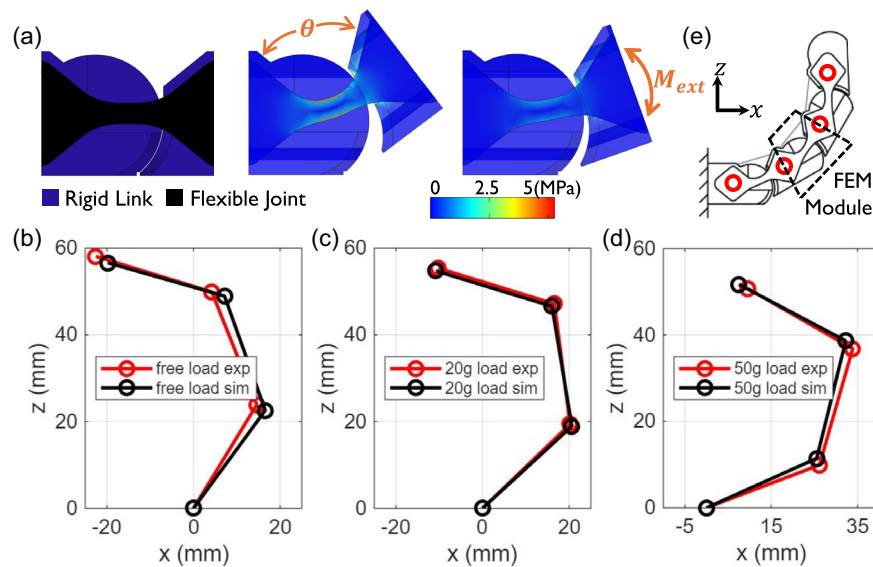 (a)
θ
M_ext
(e)
z
x
FEM
Module
Rigid Link
Flexible Joint
0 2.5 5(MPa)
(b)
60
40
20
0
z (mm)
free load exp
free load sim
-20 0 20
x (mm)
(c)
60
40
20
0
z (mm)
20g load exp
20g load sim
-20 0 20
x (mm)
(d)
60
40
20
0
z (mm)
50g load exp
50g load sim
-5 15 35
x (mm)